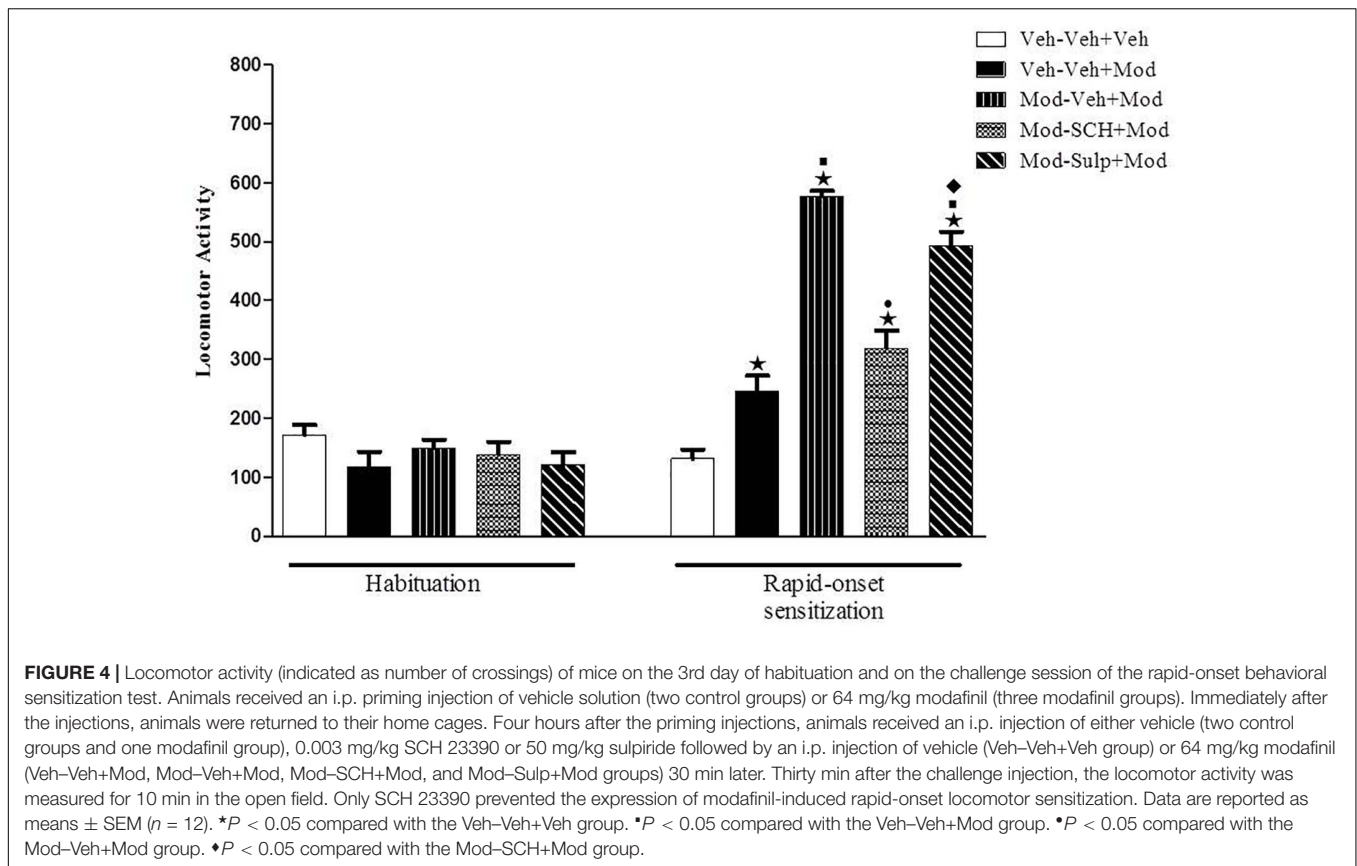 Veh-Veh+Veh
Veh-Veh+Mod
Mod-Veh+Mod
Mod-SCH+Mod
Mod-Sulp+Mod
800
700
600
500
400
300
200
100
0
Locomotor Activity
Habituation
Rapid-onset
sensitization
FIGURE 4 | Locomotor activity (indicated as number of crossings) of mice on the 3rd day of habituation and on the challenge session of the rapid-onset behavioral
sensitization test. Animals received an i.p. priming injection of vehicle solution (two control groups) or 64 mg/kg modafinil (three modafinil groups). Immediately after
the injections, animals were returned to their home cages. Four hours after the priming injections, animals received an i.p. injection of either vehicle (two control
groups and one modafinil group), 0.003 mg/kg SCH 23390 or 50 mg/kg sulpiride followed by an i.p. injection of vehicle (Veh–Veh+Veh group) or 64 mg/kg modafinil
(Veh–Veh+Mod, Mod–Veh+Mod, Mod–SCH+Mod, and Mod–Sulp+Mod groups) 30 min later. Thirty min after the challenge injection, the locomotor activity was
measured for 10 min in the open field. Only SCH 23390 prevented the expression of modafinil-induced rapid-onset locomotor sensitization. Data are reported as
means ± SEM (n = 12). ★P < 0.05 compared with the Veh–Veh+Veh group. ▪P < 0.05 compared with the Veh–Veh+Mod group. •P < 0.05 compared with the
Mod–Veh+Mod group. ♦P < 0.05 compared with the Mod–SCH+Mod group.